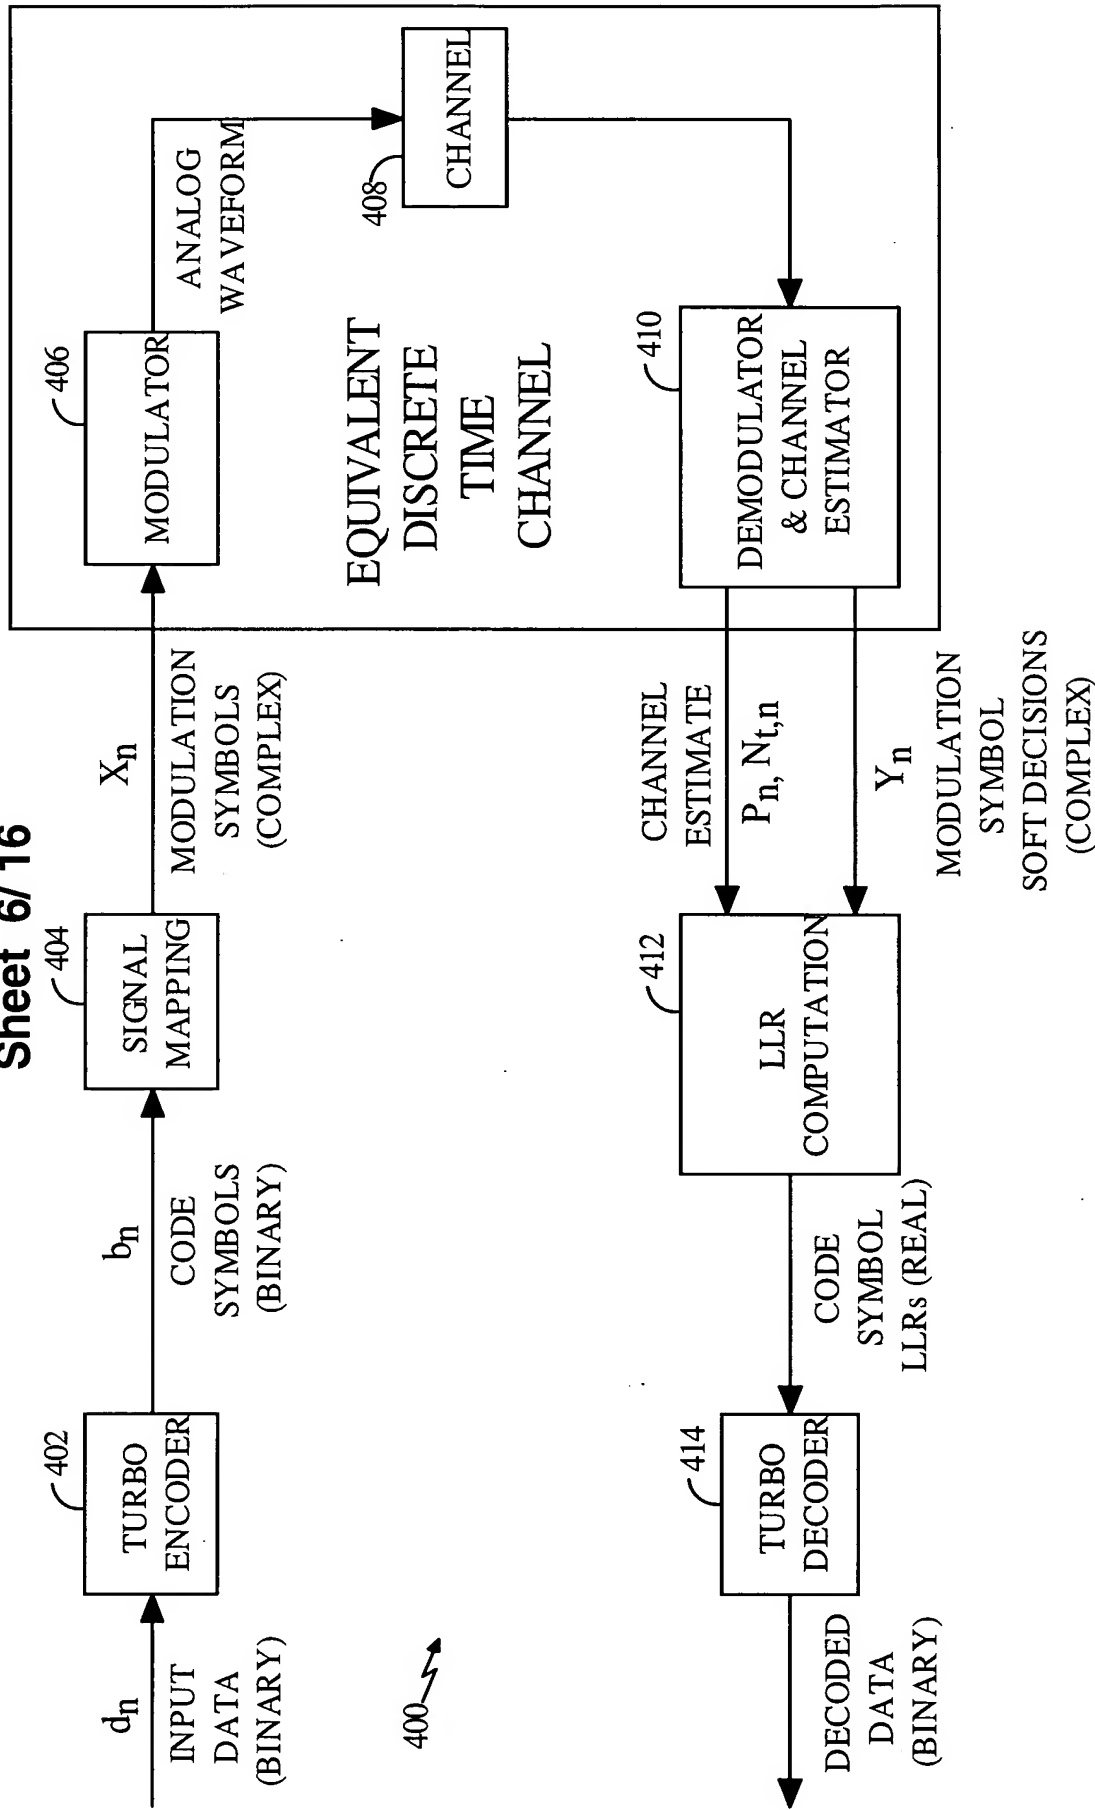 Sheet 6/16
d_n
INPUT
DATA
(BINARY)
402
TURBO
ENCODER
b_n
CODE
SYMBOLS
(BINARY)
404
SIGNAL
MAPPING
X_n
MODULATION
SYMBOLS
(COMPLEX)
406
MODULATOR
ANALOG
WAVEFORM
408
CHANNEL
EQUIVALENT
DISCRETE
TIME
CHANNEL
410
DEMODULATOR
& CHANNEL
ESTIMATOR
CHANNEL
ESTIMATE
P_n, N_t,n
Y_n
MODULATION
SYMBOL
SOFT DECISIONS
(COMPLEX)
412
LLR
COMPUTATION
CODE
SYMBOL
LLRs (REAL)
414
TURBO
DECODER
DECODED
DATA
(BINARY)
400